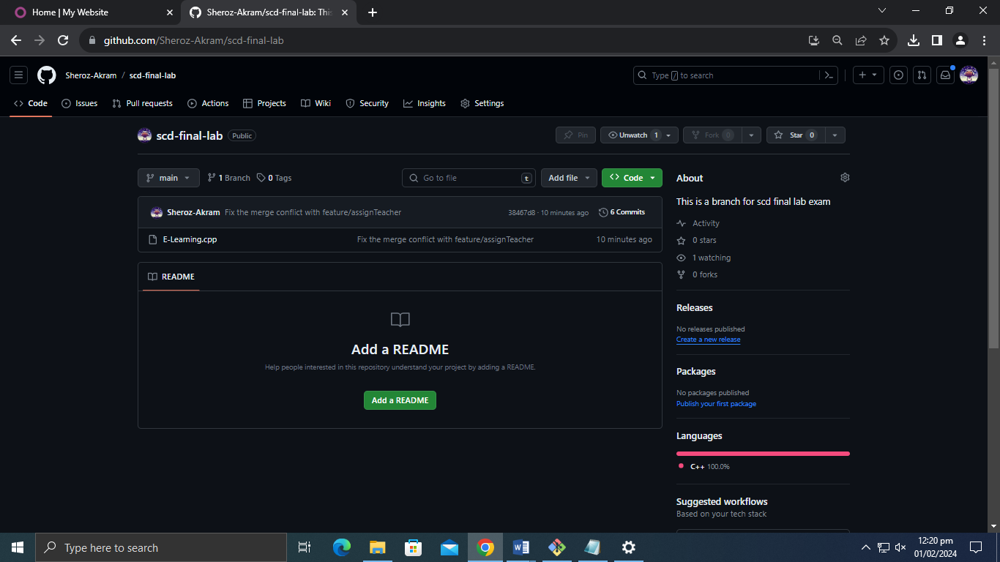 Home | My Website
Sheroz-Akram/scd-final-lab: This
github.com/Sheroz-Akram/scd-final-lab
Sheroz-Akram / scd-final-lab
Type / to search
Code
Issues
Pull requests
Actions
Projects
Wiki
Security
Insights
Settings
scd-final-lab Public
Pin
Unwatch 1
Fork 0
Star 0
main
1 Branch
0 Tags
Go to file t
Add file
Code
Sheroz-Akram Fix the merge conflict with feature/assignTeacher
38467d8 · 10 minutes ago
6 Commits
E-Learning.cpp
Fix the merge conflict with feature/assignTeacher
10 minutes ago
README
Add a README
Help people interested in this repository understand your project by adding a README.
Add a README
About
This is a branch for scd final lab exam
Activity
0 stars
1 watching
0 forks
Releases
No releases published
Create a new release
Packages
No packages published
Publish your first package
Languages
C++ 100.0%
Suggested workflows
Based on your tech stack
Type here to search
12:20 pm
01/02/2024